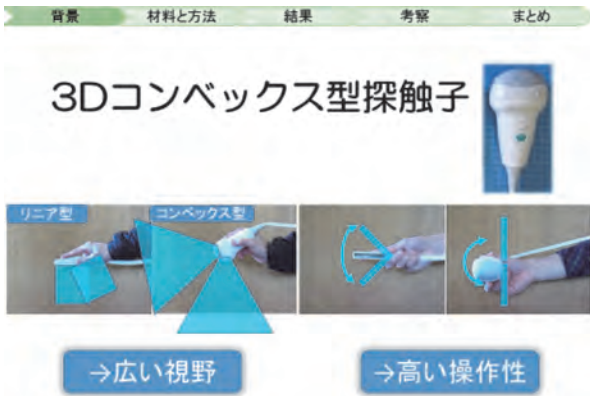 背景 材料と方法 結果 考察 まとめ
3Dコンベックス型探触子
リニア型 コンベックス型
→広い視野 →高い操作性